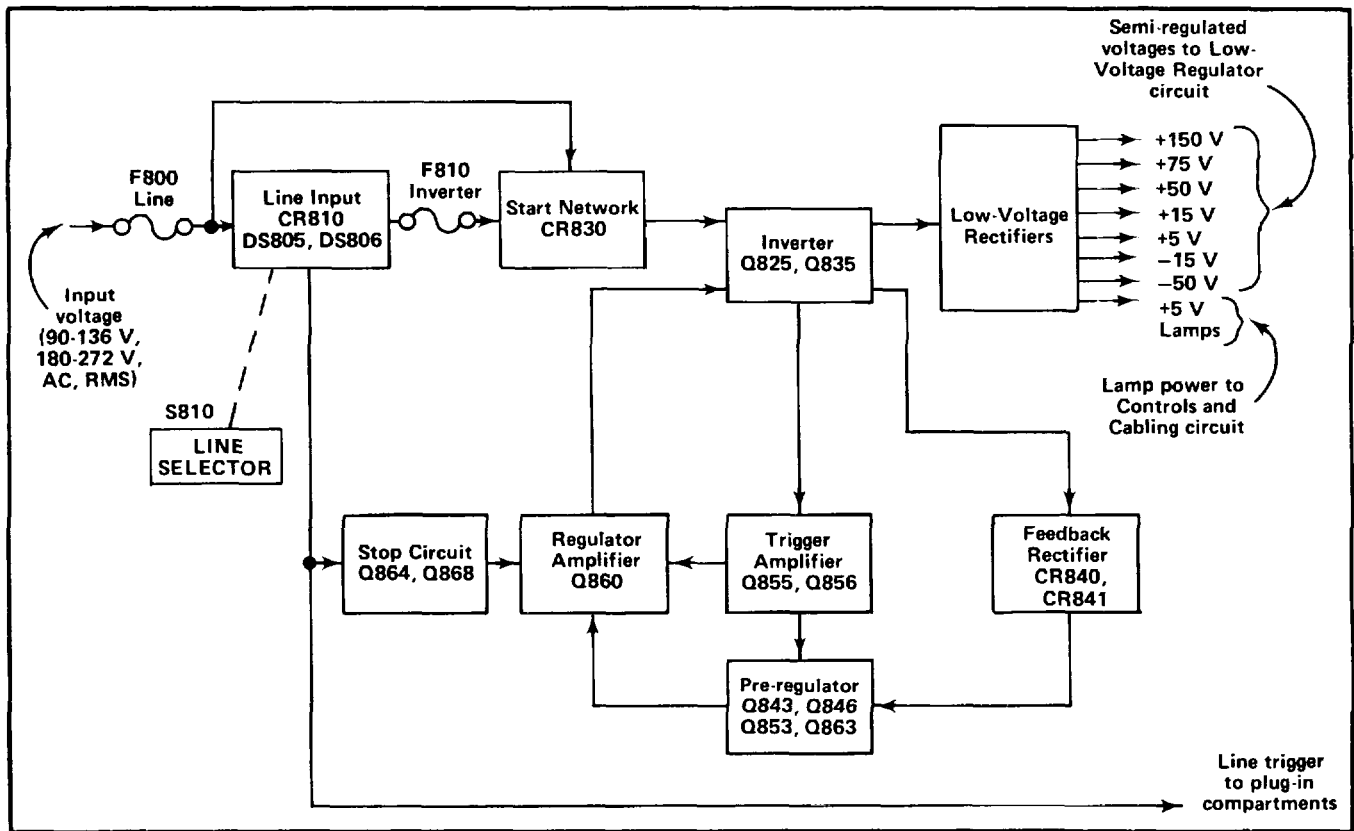 Semi-regulated
voltages to Low-
Voltage Regulator
circuit
F800
Line
Line Input
CR810
DS805, DS806
F810
Inverter
Start Network
CR830
Inverter
Q825, Q835
Low-Voltage
Rectifiers
+150 V
+75 V
+50 V
+15 V
+5 V
−15 V
−50 V
+5 V
Lamps
Input
voltage
(90-136 V,
180-272 V,
AC, RMS)
S810
LINE
SELECTOR
Lamp power to
Controls and
Cabling circuit
Stop Circuit
Q864, Q868
Regulator
Amplifier
Q860
Trigger
Amplifier
Q855, Q856
Feedback
Rectifier
CR840,
CR841
Pre-regulator
Q843, Q846
Q853, Q863
Line trigger
to plug-in
compartments